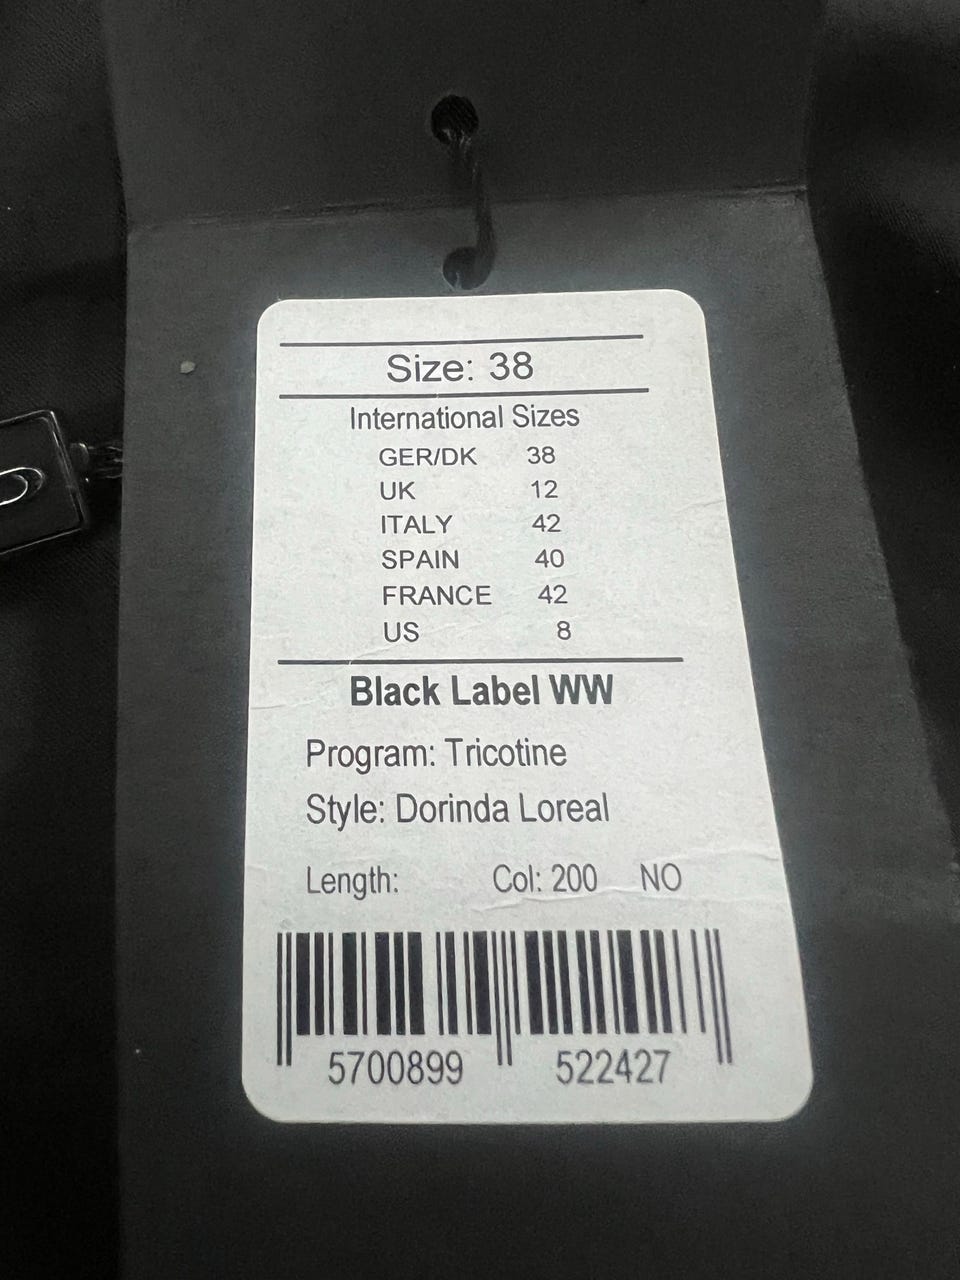 Size: 38
International Sizes
GER/DK 38
UK 12
ITALY 42
SPAIN 40
FRANCE 42
US 8
Black Label WW
Program: Tricotine
Style: Dorinda Loreal
Length: Col: 200 NO
5700899 522427